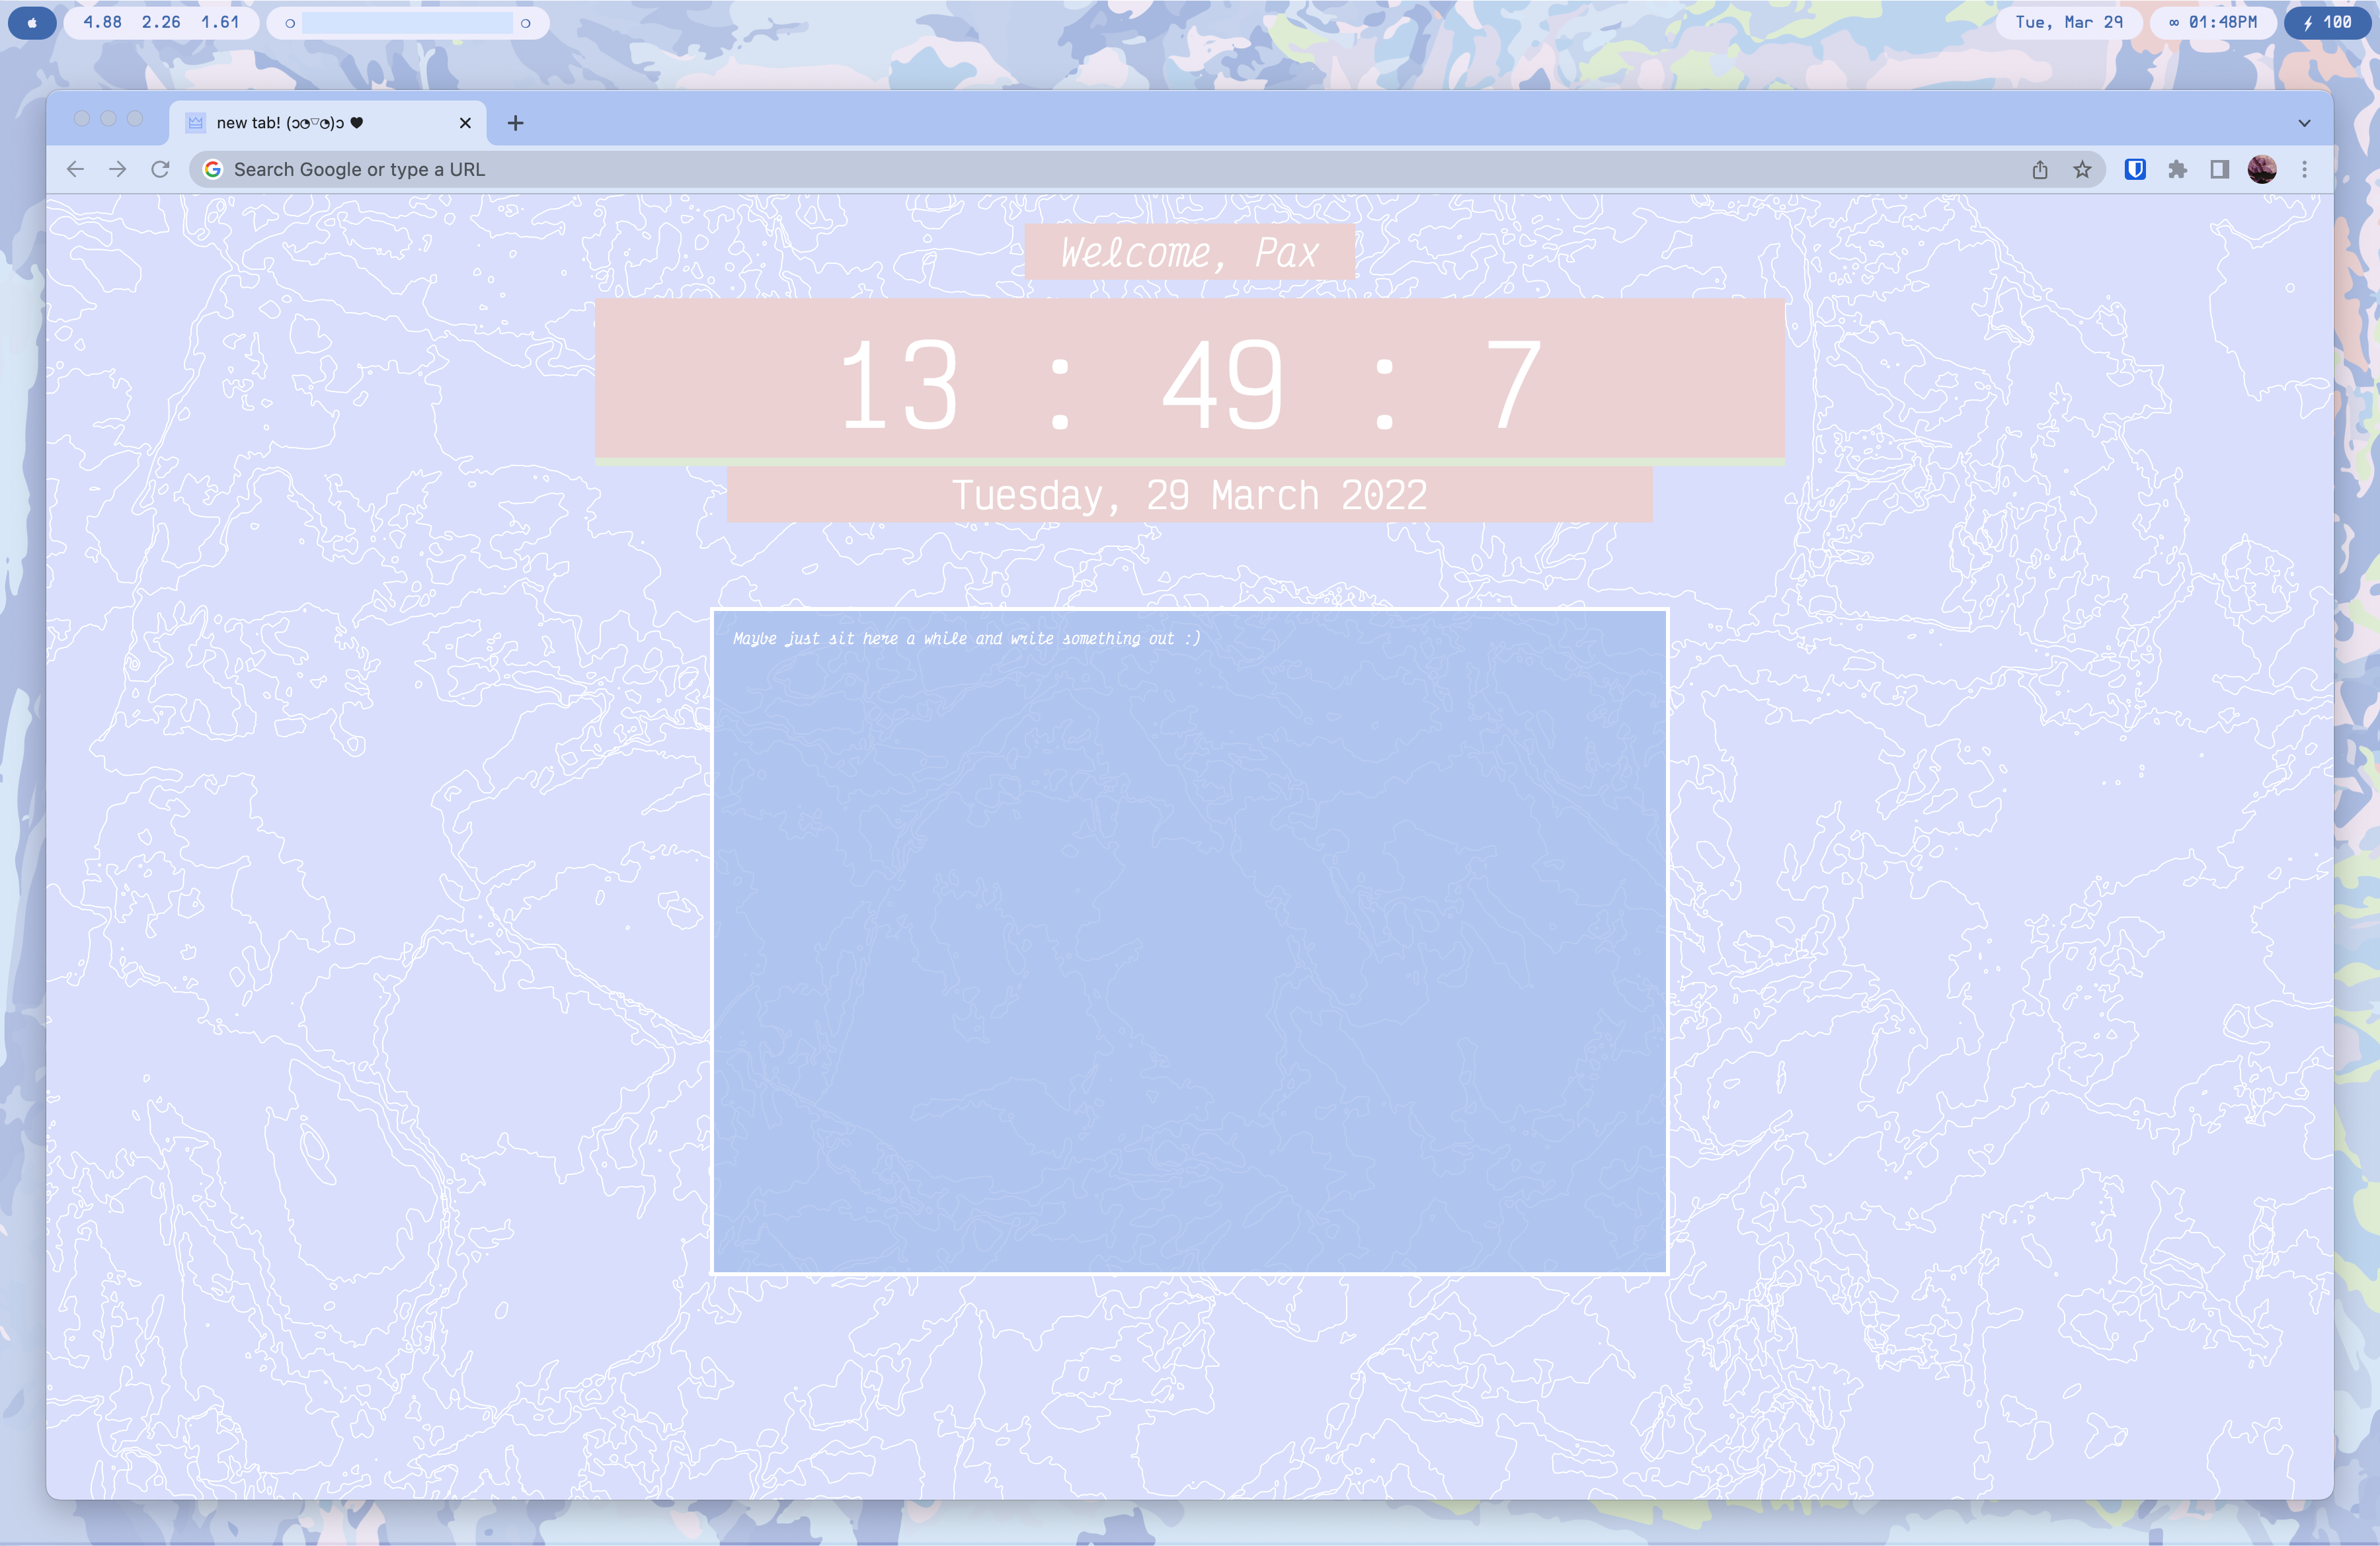 4.88 2.26 1.61
Tue, Mar 29
∞ 01:48PM
100
new tab! (ɔ◔‿◔)ɔ ♥
Search Google or type a URL
Welcome, Pax
13 : 49 : 7
Tuesday, 29 March 2022
Maybe just sit here a while and write something out :)